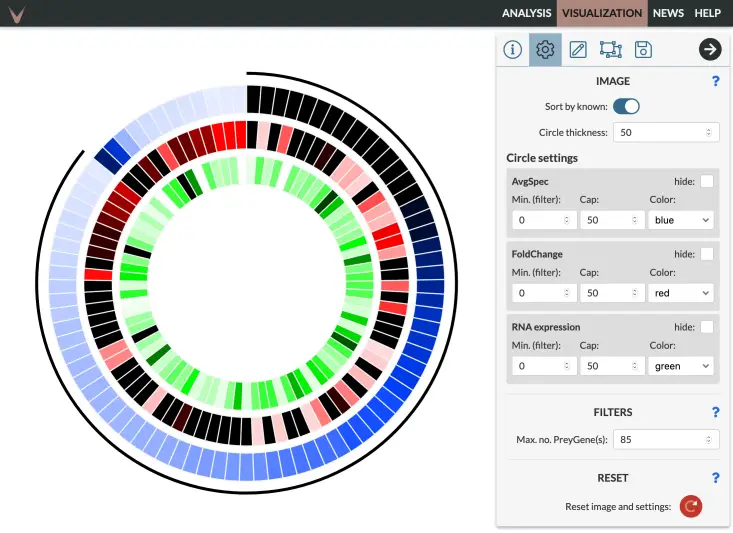 ANALYSIS VISUALIZATION NEWS HELP
IMAGE ?
Sort by known:
Circle thickness: 50
Circle settings
AvgSpec hide:
Min. (filter): Cap: Color:
0 50 blue
FoldChange hide:
Min. (filter): Cap: Color:
0 50 red
RNA expression hide:
Min. (filter): Cap: Color:
0 50 green
FILTERS ?
Max. no. PreyGene(s): 85
RESET ?
Reset image and settings: